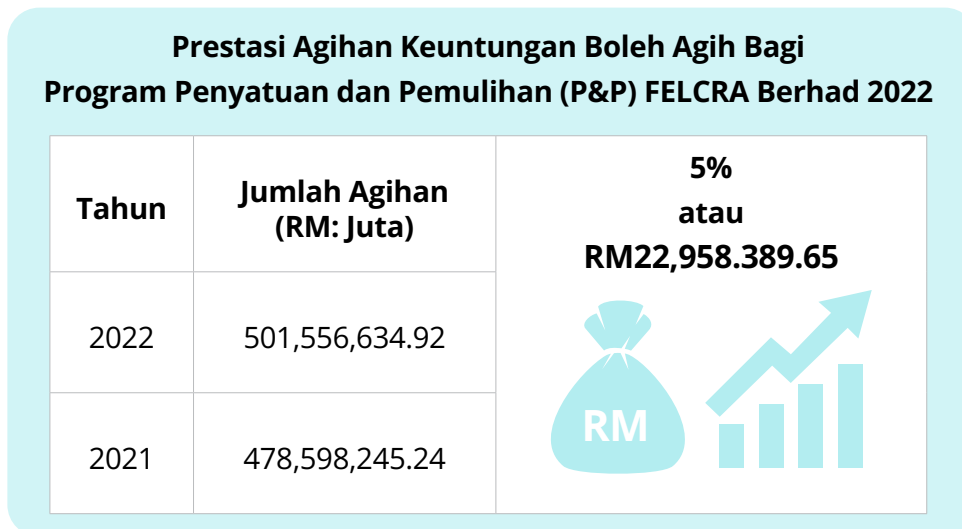 Prestasi Agihan Keuntungan Boleh Agih Bagi
Program Penyatuan dan Pemulihan (P&P) FELCRA Berhad 2022
Tahun
Jumlah Agihan
(RM: Juta)
5%
atau
RM22,958.389.65
2022
501,556,634.92
2021
478,598,245.24
RM